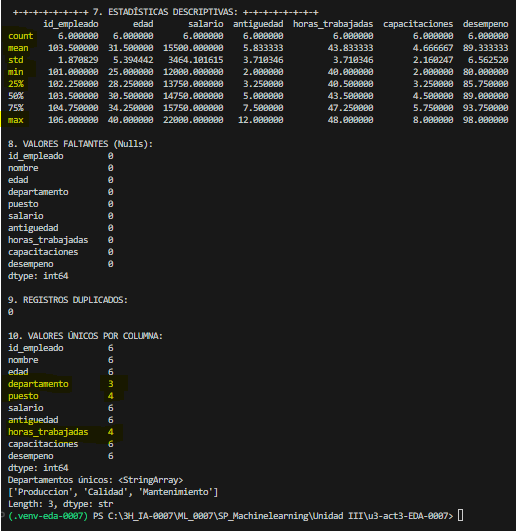 +-+-+-+-+-+-+ 7. ESTADÍSTICAS DESCRIPTIVAS: +-+-+-+-+-+-+-+
id_empleado edad salario antiguedad horas_trabajadas capacitaciones desempeno
count 6.000000 6.000000 6.000000 6.000000 6.000000 6.000000 6.000000
mean 103.500000 31.500000 15500.000000 5.833333 43.833333 4.666667 89.333333
std 1.870829 5.394442 3464.101615 3.710346 3.710346 2.160247 6.562520
min 101.000000 25.000000 12000.000000 2.000000 40.000000 2.000000 80.000000
25% 102.250000 28.250000 13750.000000 3.250000 40.500000 3.250000 85.750000
50% 103.500000 30.500000 14750.000000 5.000000 43.500000 4.500000 89.000000
75% 104.750000 34.250000 15750.000000 7.500000 47.250000 5.750000 93.750000
max 106.000000 40.000000 22000.000000 12.000000 48.000000 8.000000 98.000000
8. VALORES FALTANTES (Nulls):
id_empleado 0
nombre 0
edad 0
departamento 0
puesto 0
salario 0
antiguedad 0
horas_trabajadas 0
capacitaciones 0
desempeno 0
dtype: int64
9. REGISTROS DUPLICADOS:
0
10. VALORES ÚNICOS POR COLUMNA:
id_empleado 6
nombre 6
edad 6
departamento 3
puesto 4
salario 6
antiguedad 6
horas_trabajadas 4
capacitaciones 6
desempeno 6
dtype: int64
Departamentos únicos: <StringArray>
['Produccion', 'Calidad', 'Mantenimiento']
Length: 3, dtype: str
(.venv-eda-0007) PS C:\3H_IA-0007\ML_0007\SP_Machinelearning\Unidad III\u3-act3-EDA-0007>